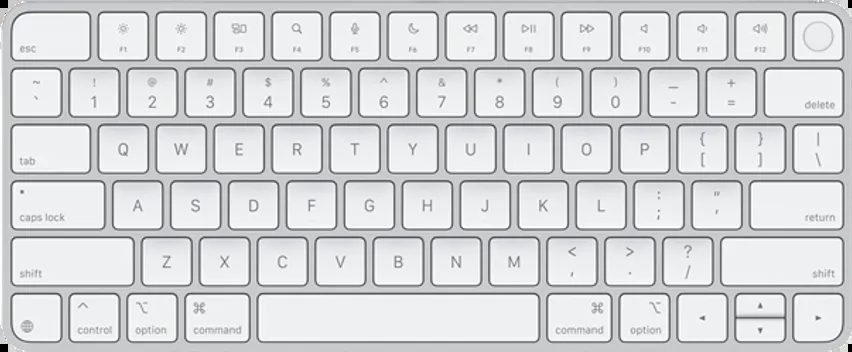 esc F1 F2 F3 F4 F5 F6 F7 F8 F9 F10 F11 F12
~ ! @ # $ % ^ & * ( ) _ +
` 1 2 3 4 5 6 7 8 9 0 - = delete
tab Q W E R T Y U I O P { } |
[ ] \
caps lock A S D F G H J K L : "
; ' return
shift Z X C V B N M < > ?
, . / shift
^ ⌥ ⌘ ⌘ ⌥
control option command command option